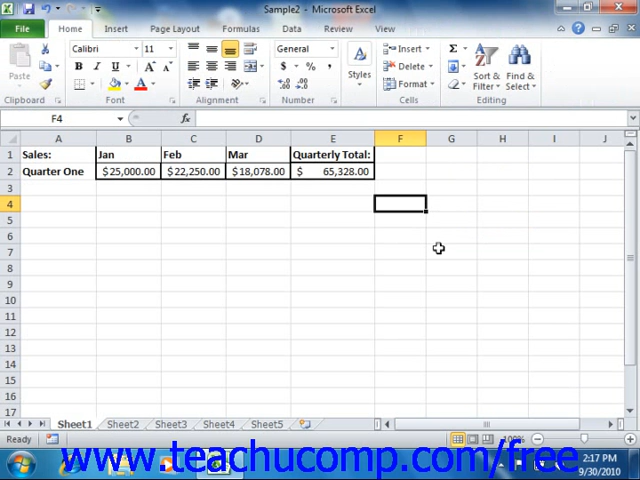 Sample2 - Microsoft Excel
File Home Insert Page Layout Formulas Data Review View
Calibri 11 General Insert Σ
Paste B I U A $ % , Styles Delete Sort & Filter Find & Select
Format
Clipboard Font Alignment Number Cells Editing
F4 fx
A B C D E F G H I J
1 Sales: Jan Feb Mar Quarterly Total:
2 Quarter One $25,000.00 $22,250.00 $18,078.00 $ 65,328.00
3
4
5
6
7
8
9
10
11
12
13
14
15
16
17
Sheet1 Sheet2 Sheet3 Sheet4 Sheet5
Ready 100%
www.teachucomp.com/free
2:17 PM
9/30/2010